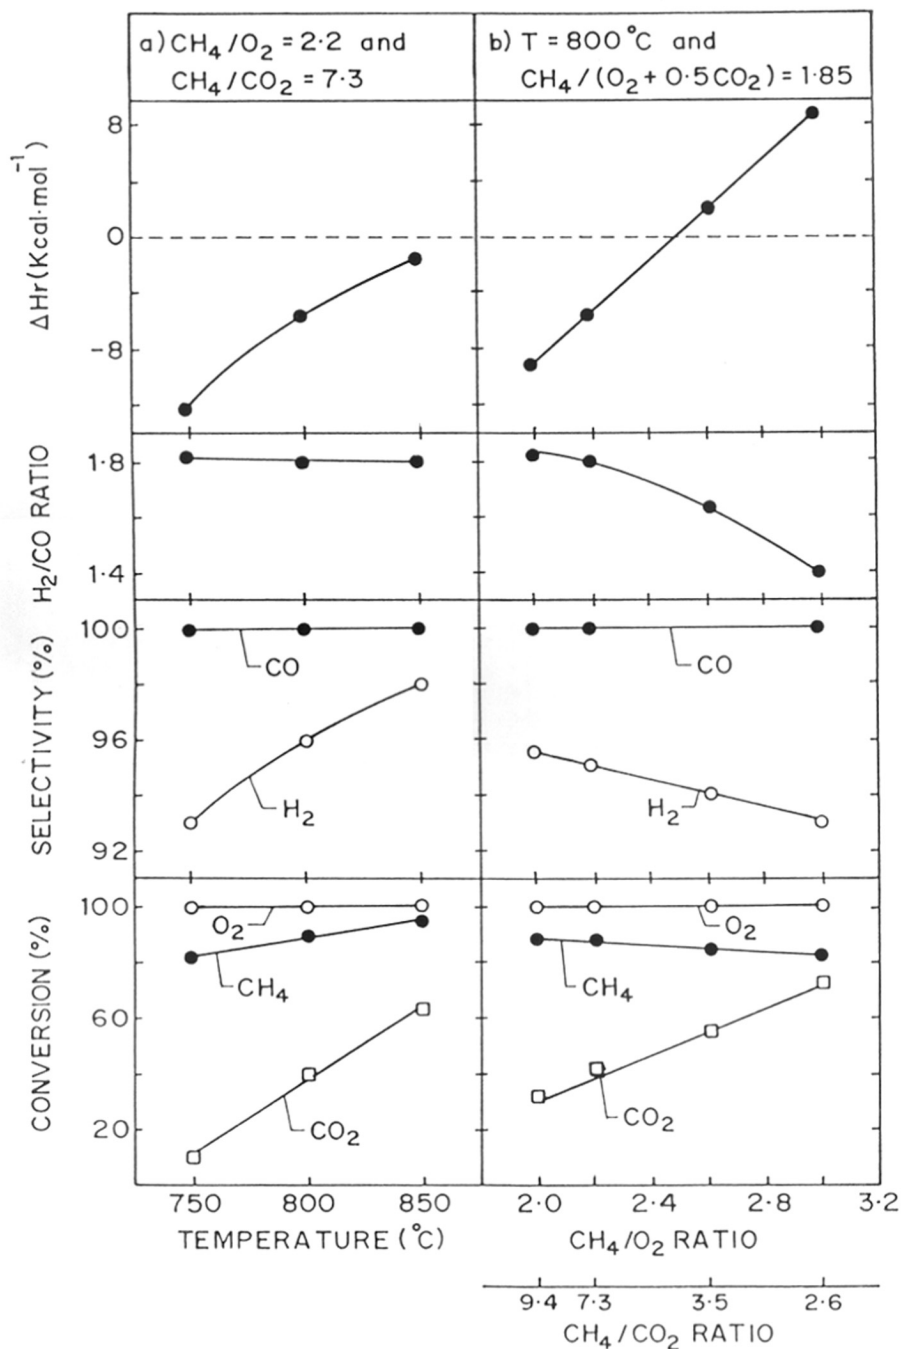 a) CH₄/O₂ = 2·2 and
CH₄/CO₂ = 7·3
b) T = 800 °C and
CH₄/(O₂ + 0·5CO₂) = 1·85
ΔHr (Kcal·mol⁻¹)
8
0
-8
H₂/CO RATIO
1·8
1·4
SELECTIVITY (%)
100
96
92
CO
H₂
CO
H₂
CONVERSION (%)
100
60
20
O₂
CH₄
CO₂
O₂
CH₄
CO₂
750 800 850
TEMPERATURE (°C)
2·0 2·4 2·8 3·2
CH₄/O₂ RATIO
9·4 7·3 3·5 2·6
CH₄/CO₂ RATIO